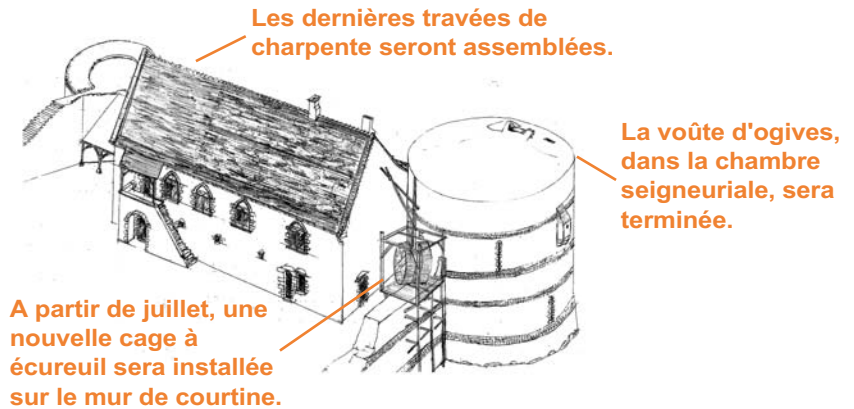 Les dernières travées de
charpente seront assemblées.
La voûte d'ogives,
dans la chambre
seigneuriale, sera
terminée.
A partir de juillet, une
nouvelle cage à
écureuil sera installée
sur le mur de courtine.